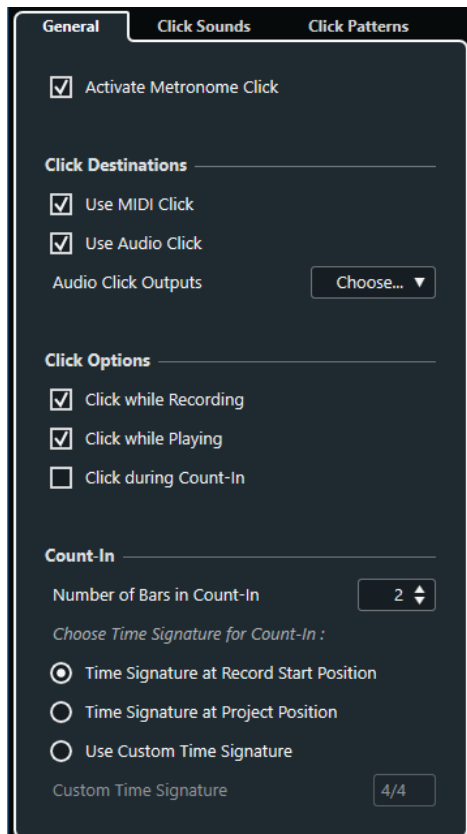 General Click Sounds Click Patterns
Activate Metronome Click
Click Destinations
Use MIDI Click
Use Audio Click
Audio Click Outputs Choose...
Click Options
Click while Recording
Click while Playing
Click during Count-In
Count-In
Number of Bars in Count-In 2
Choose Time Signature for Count-In :
Time Signature at Record Start Position
Time Signature at Project Position
Use Custom Time Signature
Custom Time Signature 4/4